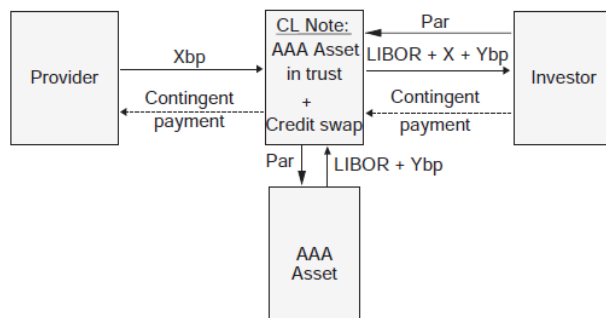 CL Note:
AAA Asset
in trust
+
Credit swap
Provider
Xbp
Contingent
payment
Par
LIBOR + X + Ybp
Contingent
payment
Investor
Par
LIBOR + Ybp
AAA
Asset